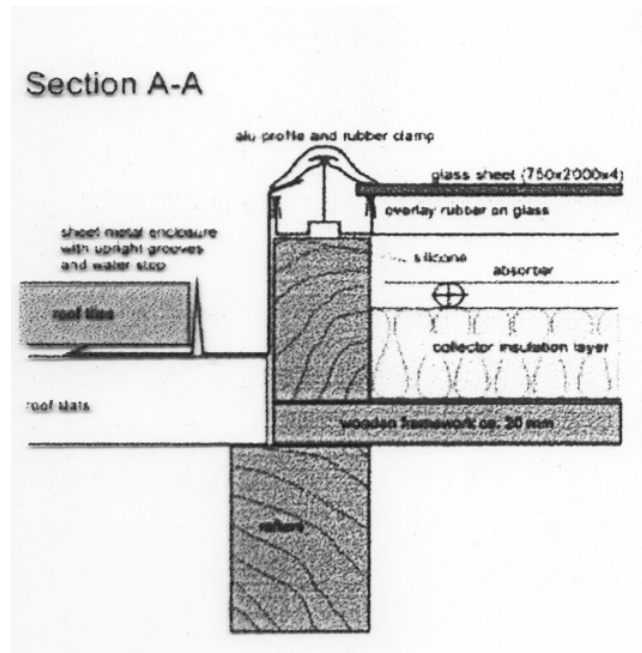 Section A-A
alu profile and rubber clamp
glass sheet (750x2000x4)
overlay rubber on glass
sheet metal enclosure
with upright grooves
and water stop
silicone
absorber
roof tiles
collector insulation layer
roof slats
wooden framework ca. 20 mm
rafters